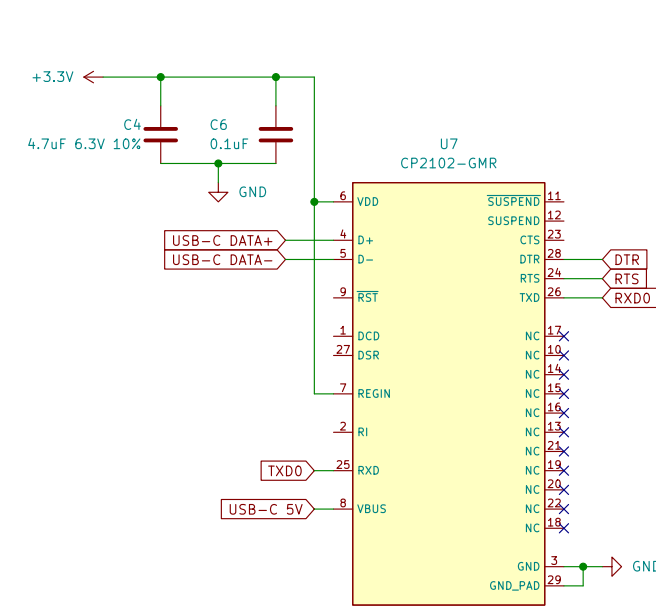 +3.3V
C4
4.7uF 6.3V 10%
C6
0.1uF
GND
U7
CP2102-GMR
6 VDD
SUSPEND 11
SUSPEND 12
USB-C DATA+ 4 D+
CTS 23
USB-C DATA- 5 D-
DTR 28 DTR
RTS 24 RTS
9 RST
TXD 26 RXD0
1 DCD
NC 17
27 DSR
NC 10
NC 14
7 REGIN
NC 15
NC 16
2 RI
NC 13
NC 21
TXD0 25 RXD
NC 19
NC 20
USB-C 5V 8 VBUS
NC 22
NC 18
GND 3 GND
GND_PAD 29